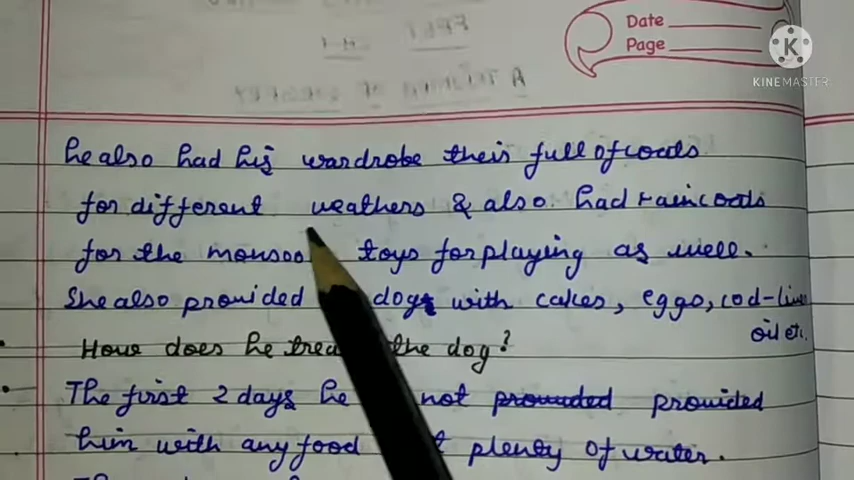 Date
Page
KINEMASTER
he also had his wardrobe their full of coats
for different weathers & also had raincoats
for the monsoo toys for playing as well.
She also provided dogs with cakes, eggs, cod-live
oil etc.
How does he trea the dog?
The first 2 days he not provided
him with any food plenty of water.